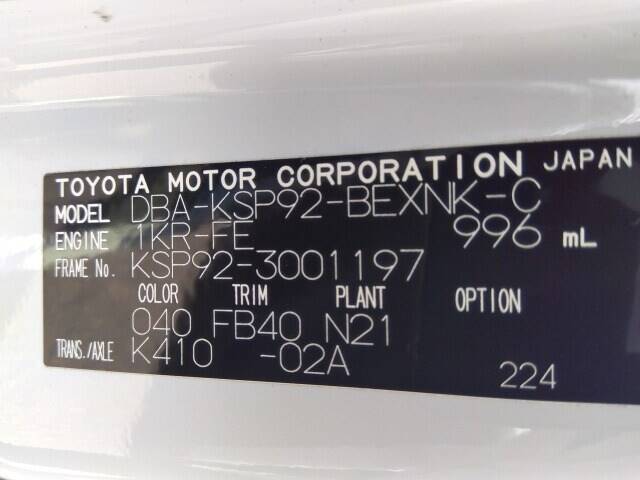 TOYOTA MOTOR CORPORATION JAPAN
MODEL DBA-KSP92-BEXNK-C
ENGINE 1KR-FE 996 mL
FRAME No. KSP92-3001197
COLOR TRIM PLANT OPTION
040 FB40 N21
TRANS./AXLE K410 -02A
224